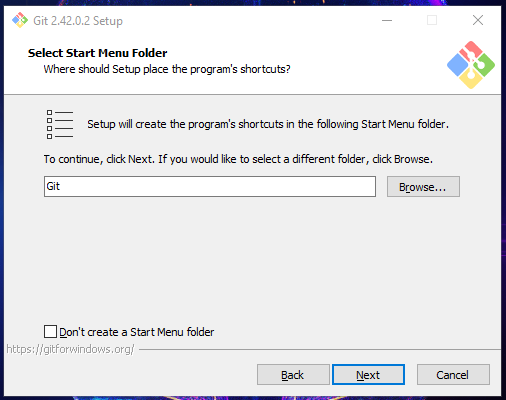 Git 2.42.0.2 Setup
Select Start Menu Folder
Where should Setup place the program's shortcuts?
Setup will create the program's shortcuts in the following Start Menu folder.
To continue, click Next. If you would like to select a different folder, click Browse.
Git
Browse...
Don't create a Start Menu folder
https://gitforwindows.org/
Back
Next
Cancel